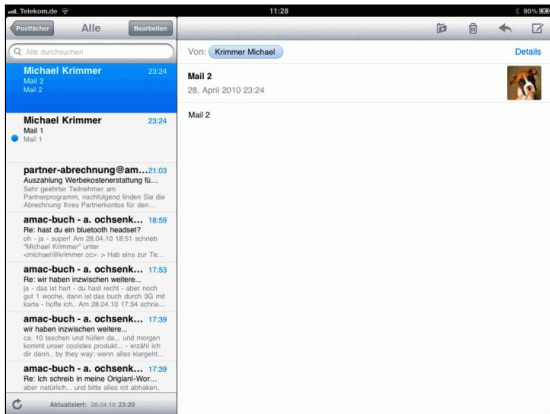 Telekom.de
11:28
90%
Postfächer
Alle
Bearbeiten
Alle durchsuchen
Michael Krimmer 23:24
Mail 2
Mail 2
Michael Krimmer 23:24
Mail 1
Mail 1
partner-abrechnung@am... 21:03
Auszahlung Werbekostenerstattung fü...
Sehr geehrter Teilnehmer am
Partnerprogramm, nachfolgend finden Sie die
Abrechnung Ihres Partnerkontos für den...
amac-buch - a. ochsenk... 18:59
Re: hast du ein bluetooth headset?
oh - ja - super! Am 28.04.10 18:51 schrieb
"Michael Krimmer" unter
<michael@krimmer.cc>: > Hab eins zur Te...
amac-buch - a. ochsenk... 17:53
Re: wir haben inzwischen weitere...
ja - das ist hart - du hast recht - aber noch
gut 1 woche, dann ist das buch durch 3G mit
karte - hoffe ich.. Am 28.04.10 17:34 schrie...
amac-buch - a. ochsenk... 17:39
wir haben inzwischen weitere...
ca. 10 taschen und hüllen da... und morgen
kommt unser coolstes produkt... - erzähl ich
dir dann.. by they way: wenn alles klargeht...
amac-buch - a. ochsenk... 17:39
Re: Ich schreib in meine Origianl-Wor...
aber natürlich... und bitte alles rot abhaken,
Aktualisiert: 28.04.10 23:20
Von: Krimmer Michael
Details
Mail 2
28. April 2010 23:24
Mail 2